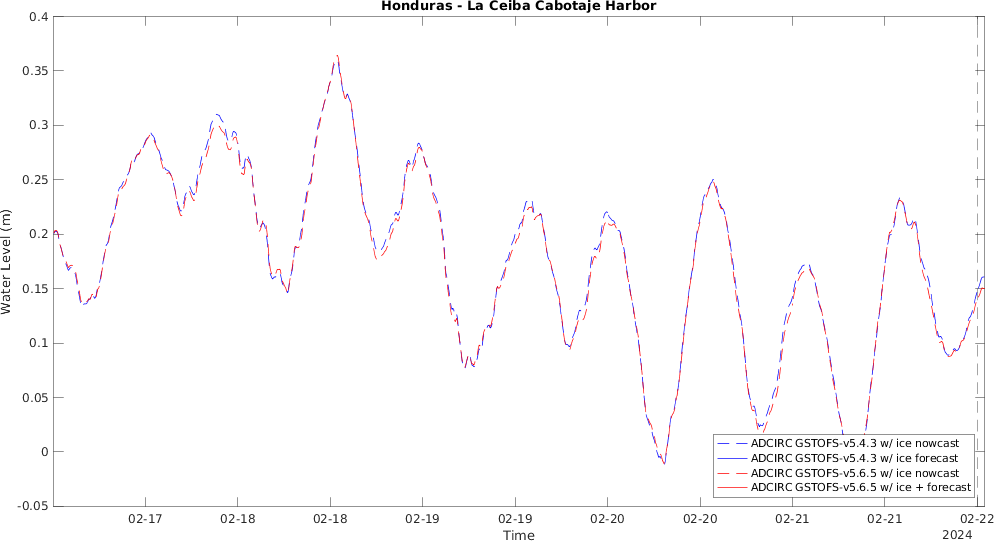 Honduras - La Ceiba Cabotaje Harbor
Water Level (m)
0.4
0.35
0.3
0.25
0.2
0.15
0.1
0.05
0
-0.05
ADCIRC GSTOFS-v5.4.3 w/ ice nowcast
ADCIRC GSTOFS-v5.4.3 w/ ice forecast
ADCIRC GSTOFS-v5.6.5 w/ ice nowcast
ADCIRC GSTOFS-v5.6.5 w/ ice + forecast
02-17 02-18 02-18 02-19 02-19 02-20 02-20 02-21 02-21 02-22
Time
2024